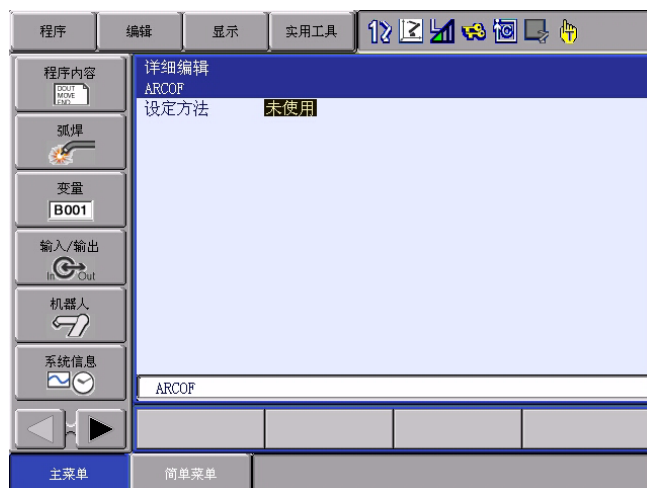 程序 编辑 显示 实用工具
程序内容
DOUT
MOVE
END
弧焊
变量
B001
输入/输出
In Out
机器人
系统信息
详细编辑
ARCOF
设定方法 未使用
ARCOF
主菜单 简单菜单